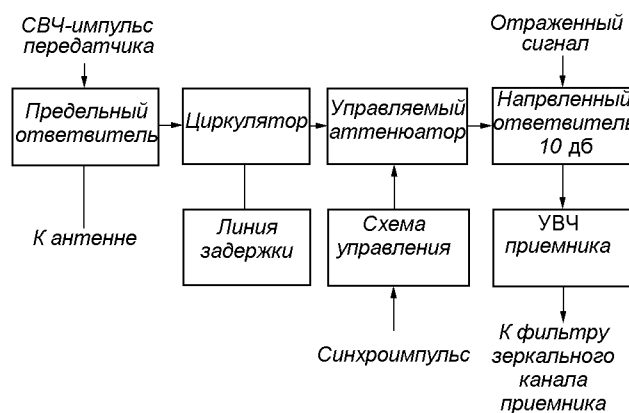 СВЧ-импульс
передатчика
Отраженный
сигнал
Предельный
ответвитель
Циркулятор
Управляемый
аттенюатор
Напрвленный
ответвитель
10 дб
К антенне
Линия
задержки
Схема
управления
УВЧ
приемника
Синхроимпульс
К фильтру
зеркального
канала
приемника